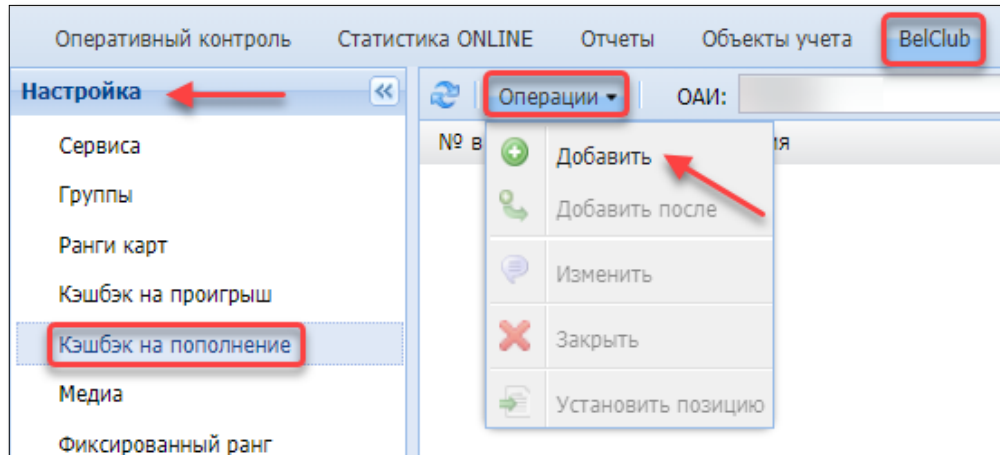 Оперативный контроль Статистика ONLINE Отчеты Объекты учета BelClub
Настройка
Операции ОАИ:
Сервиса
Группы
Ранги карт
Кэшбэк на проигрыш
Кэшбэк на пополнение
Медиа
Фиксированный ранг
№
Добавить
Добавить после
Изменить
Закрыть
Установить позицию